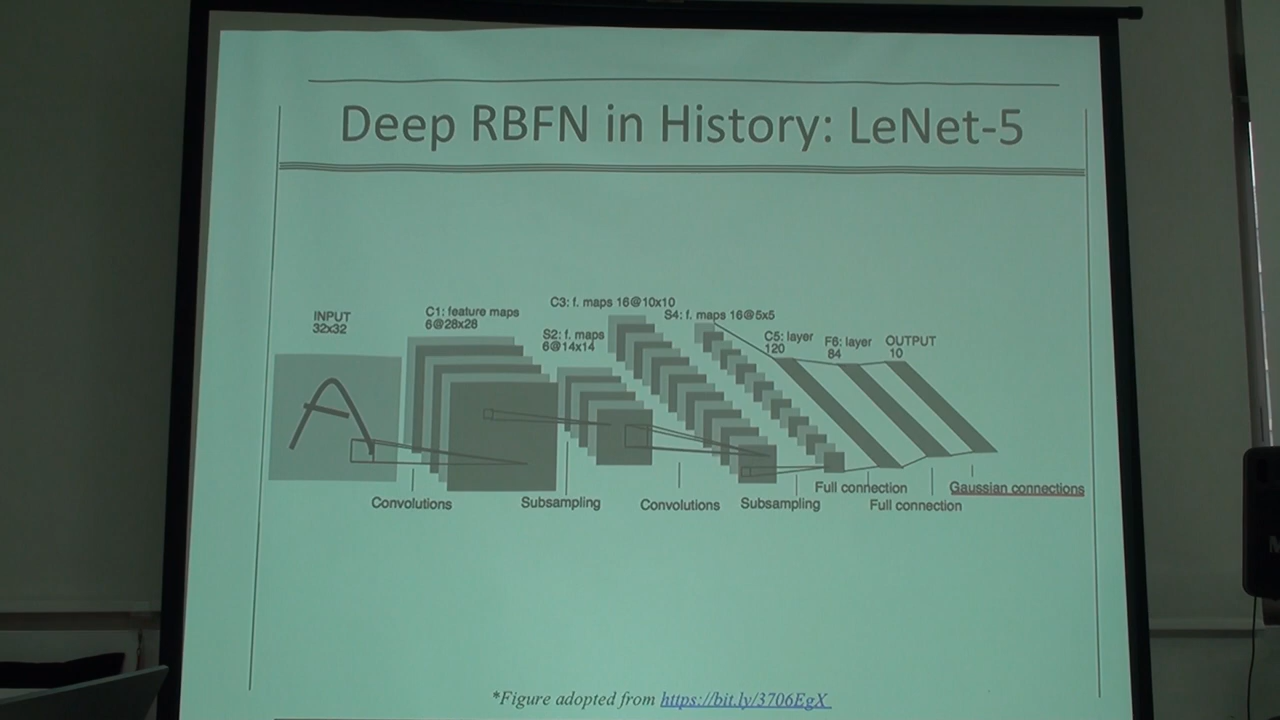 Deep RBFN in History: LeNet-5
INPUT
32x32
C1: feature maps
6@28x28
S2: f. maps
6@14x14
C3: f. maps 16@10x10
S4: f. maps 16@5x5
C5: layer
120
F6: layer
84
OUTPUT
10
A
Convolutions
Subsampling
Convolutions
Subsampling
Full connection
Full connection
Gaussian connections
*Figure adopted from https://bit.ly/3706EgX